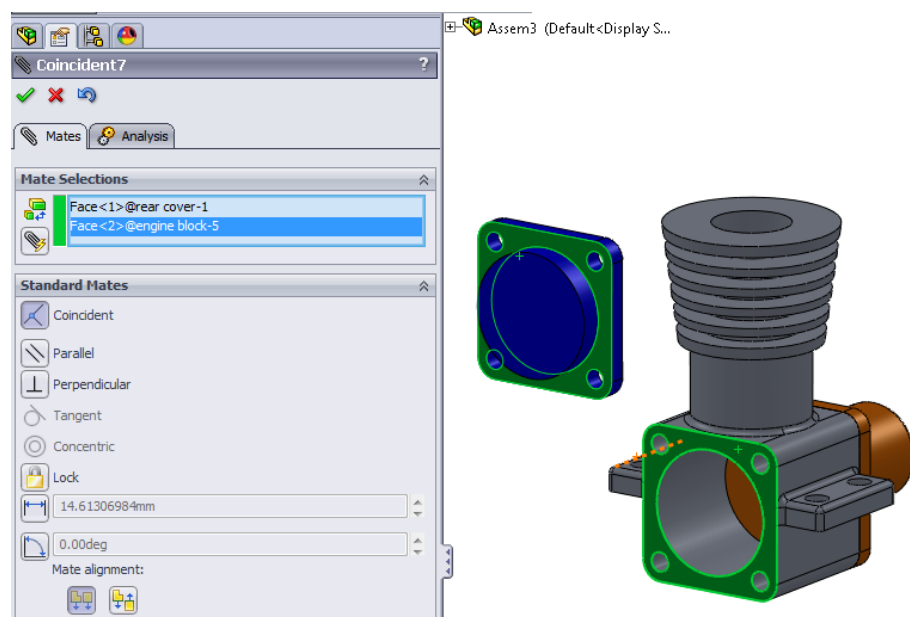 Assem3 (Default<Display S...
Coincident7 ?
Mates Analysis
Mate Selections
Face<1>@rear cover-1
Face<2>@engine block-5
Standard Mates
Coincident
Parallel
Perpendicular
Tangent
Concentric
Lock
14.61306984mm
0.00deg
Mate alignment: